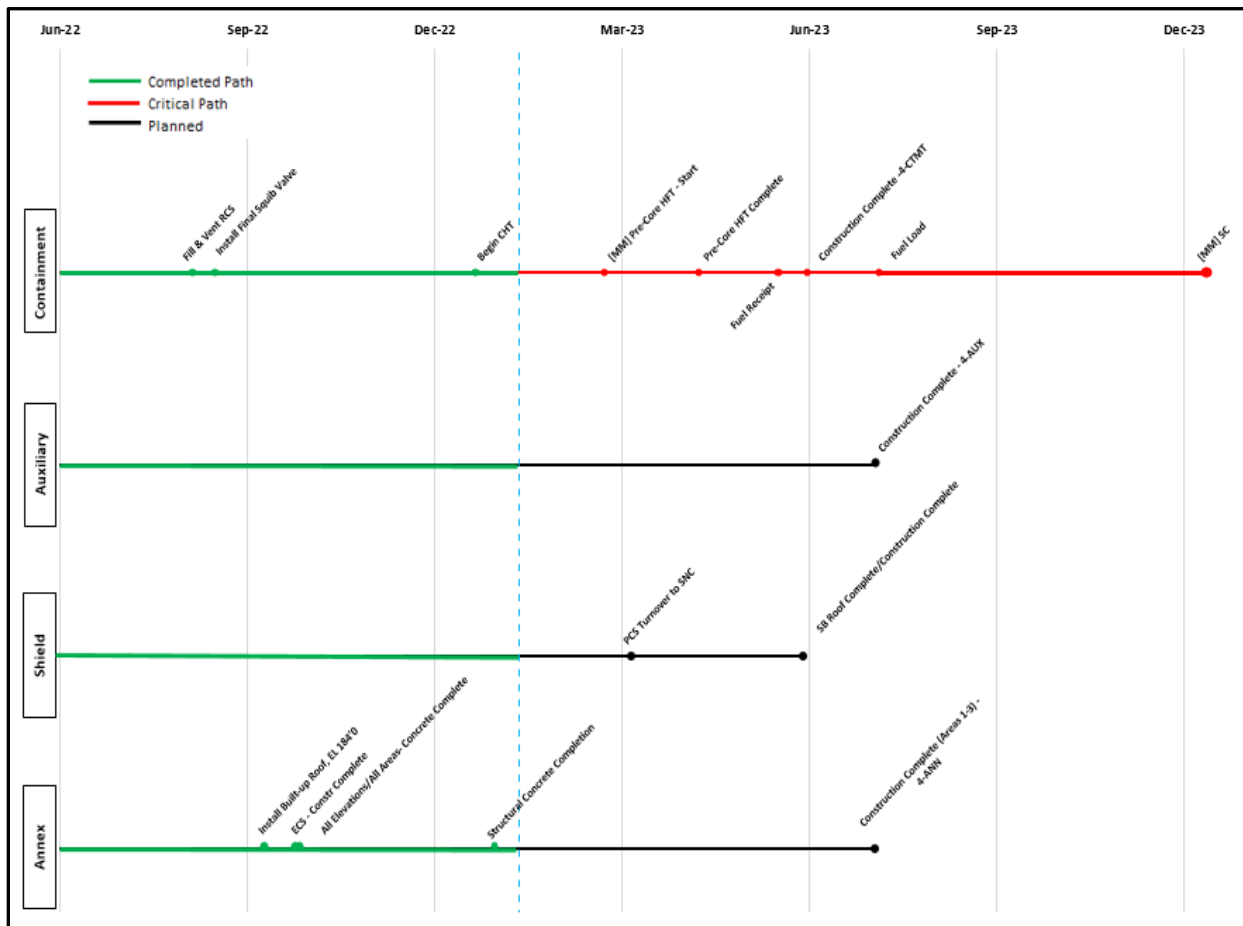 Jun-22 Sep-22 Dec-22 Mar-23 Jun-23 Sep-23 Dec-23
Completed Path
Critical Path
Planned
Containment
Fill & Vent RCS
Install Final Squib Valve
Begin CHT
[MM] Pre-Core HFT - Start
Pre-Core HFT Complete
Fuel Receipt
Construction Complete -4-CTMT
Fuel Load
[MM] SC
Auxiliary
Construction Complete - 4-AUX
Shield
PCS Turnover to SNC
SB Roof Complete/Construction Complete
Annex
Install Built-up Roof, EL 184'0
ECS - Constr Complete
All Elevations/All Areas- Concrete Complete
Structural Concrete Completion
Construction Complete (Areas 1-3) -
4-ANN